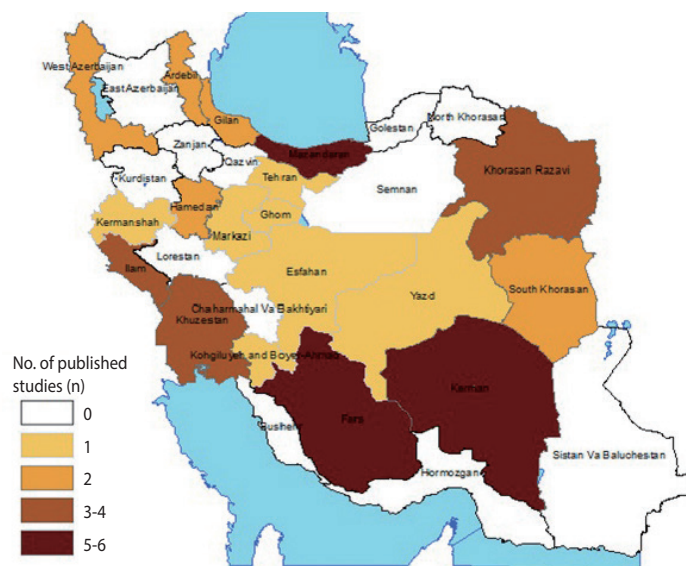 West Azerbaijan
East Azerbaijan
Ardebil
Gilan
Zanjan
Qazvin
Mazandaran
Golestan
North Khorasan
Kurdistan
Tehran
Semnan
Khorasan Razavi
Hamedan
Ghom
Kermanshah
Markazi
Lorestan
Ilam
Esfahan
Yazd
South Khorasan
Chaharmahal Va Bakhtiyari
Khuzestan
Kohgiluyeh and Boyer-Ahmad
Fars
Kerman
Bushehr
Hormozgan
Sistan Va Baluchestan
No. of published
studies (n)
0
1
2
3-4
5-6